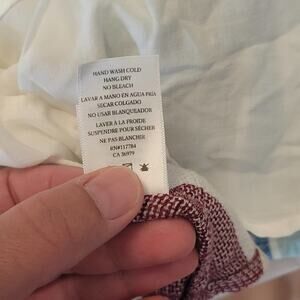 HAND WASH COLD
HANG DRY
NO BLEACH
LAVAR A MANO EN AGUA FRÍA
SECAR COLGADO
NO USAR BLANQUEADOR
LAVER À LA FROIDE
SUSPENDRE POUR SÉCHER
NE PAS BLANCHIR
RN#117784
CA 36979